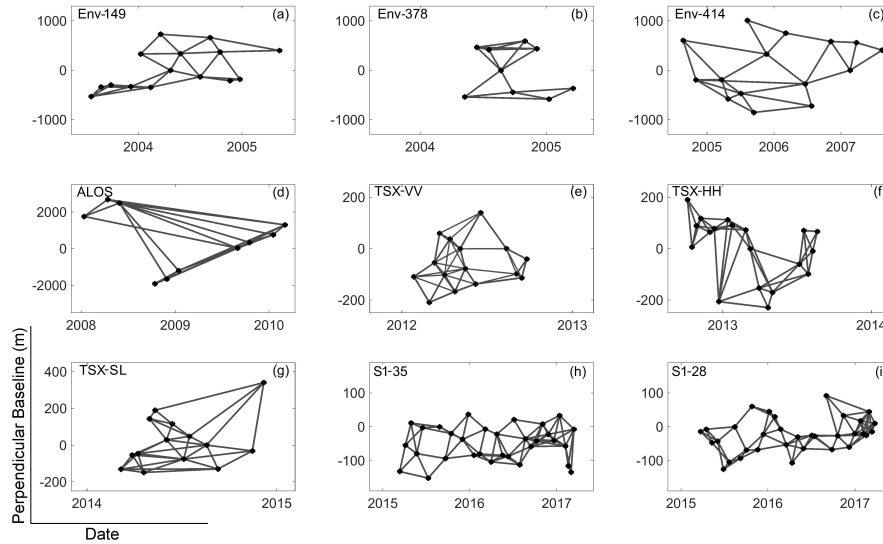 Env-149 (a)
1000
0
-1000
2004 2005
Env-378 (b)
2004 2005
Env-414 (c)
1000
0
-1000
2005 2006 2007
ALOS (d)
2000
0
-2000
2008 2009 2010
TSX-VV (e)
200
0
-200
2012 2013
TSX-HH (f
200
0
-200
2013 2014
TSX-SL (g)
400
200
0
-200
2014 2015
S1-35 (h)
100
0
-100
2015 2016 2017
S1-28 (i
100
0
-100
2015 2016 2017
Perpendicular Baseline (m)
Date